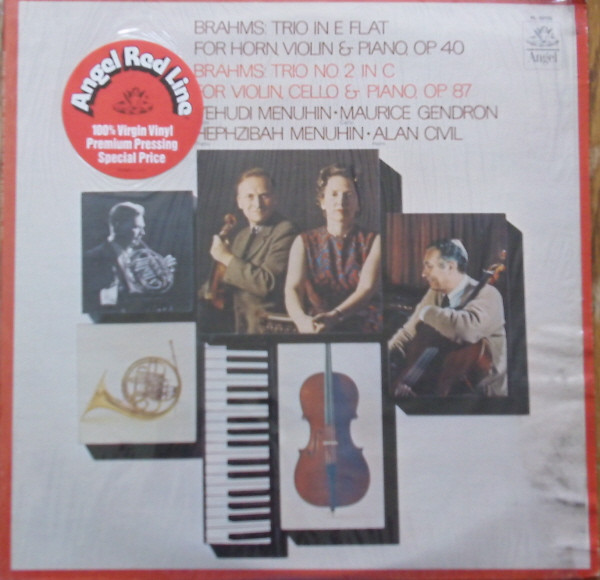 BRAHMS: TRIO IN E FLAT
FOR HORN, VIOLIN & PIANO, OP. 40
BRAHMS: TRIO NO. 2 IN C
FOR VIOLIN, CELLO & PIANO, OP. 87
YEHUDI MENUHIN • MAURICE GENDRON
HEPHZIBAH MENUHIN • ALAN CIVIL
Angel
Angel Red Line
100% Virgin Vinyl
Premium Pressing
Special Price